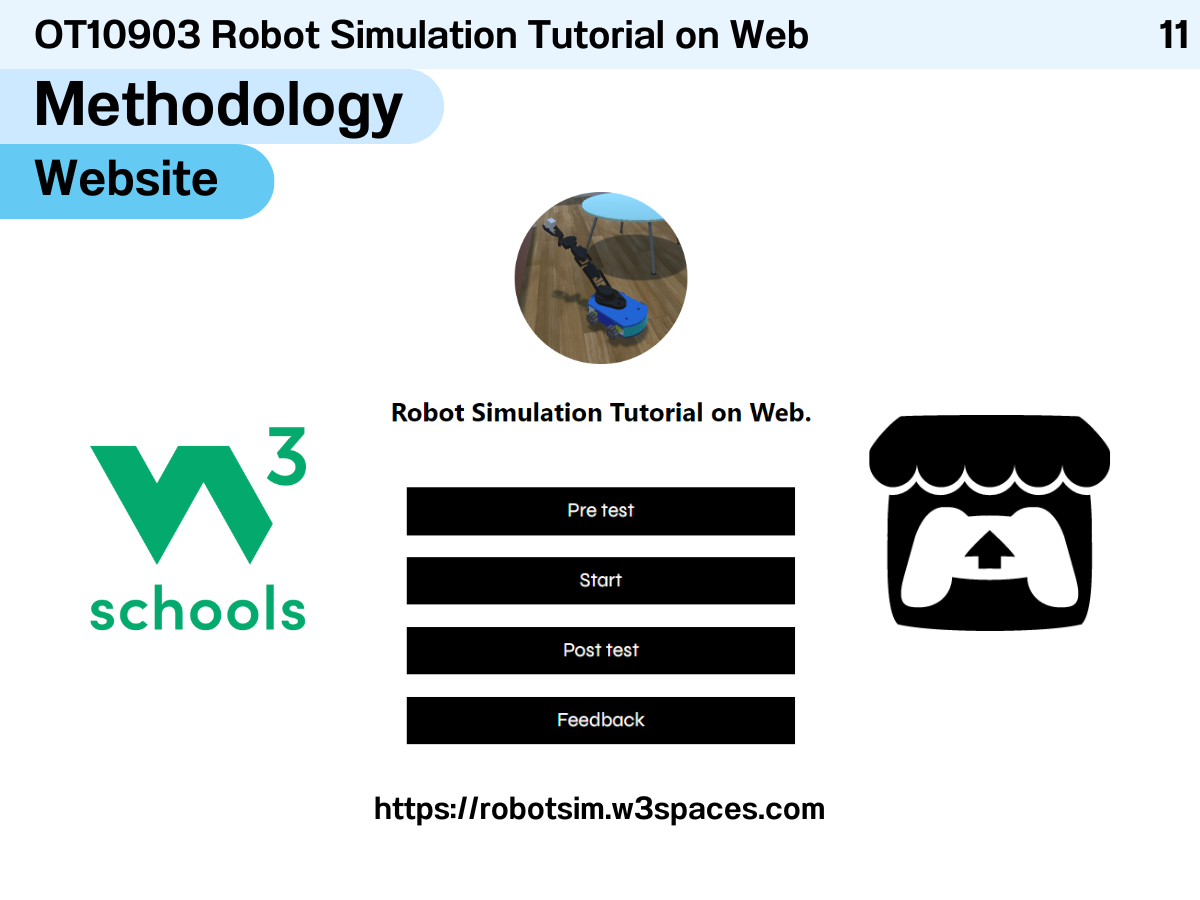 OT10903 Robot Simulation Tutorial on Web
11
Methodology
Website
Robot Simulation Tutorial on Web.
3
schools
Pre test
Start
Post test
Feedback
https://robotsim.w3spaces.com